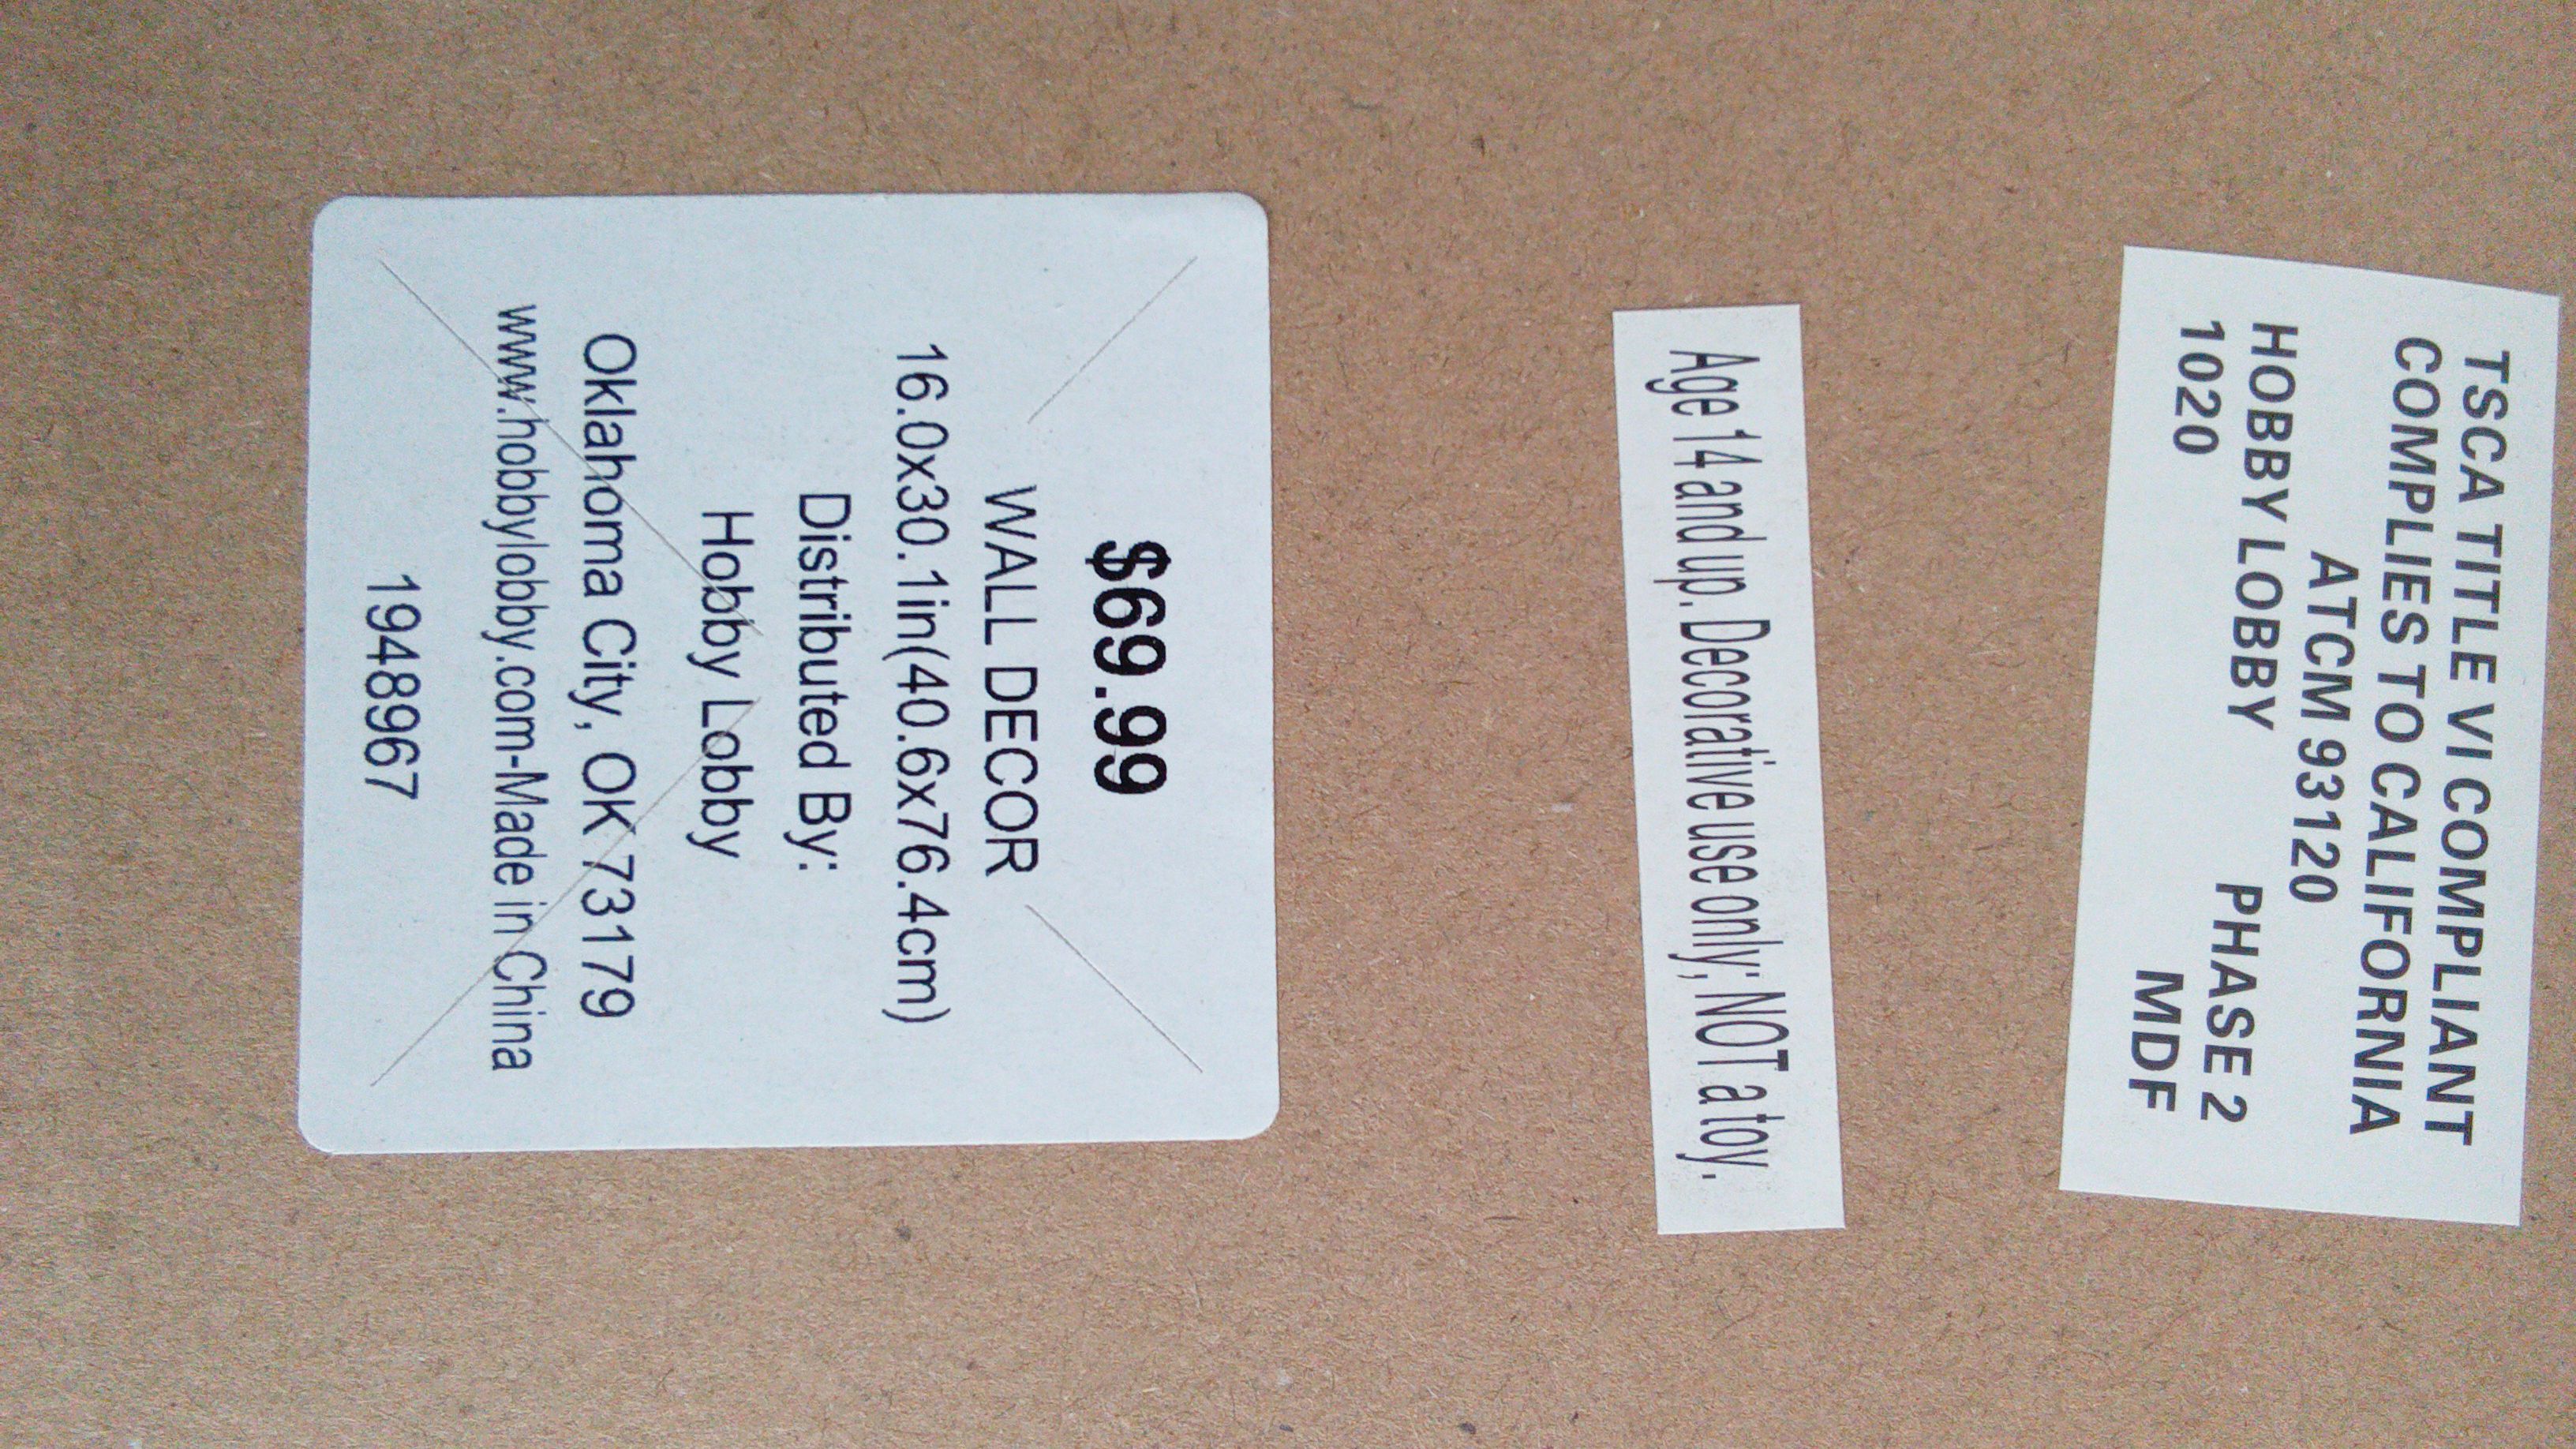 TSCA TITLE VI COMPLIANT
COMPLIES TO CALIFORNIA
ATCM 93120
HOBBY LOBBY PHASE 2
1020 MDF
Age 14 and up. Decorative use only; NOT a toy.
$69.99
WALL DECOR
16.0x30.1in(40.6x76.4cm)
Distributed By:
Hobby Lobby
Oklahoma City, OK 73179
www.hobbylobby.com-Made in China
1948967